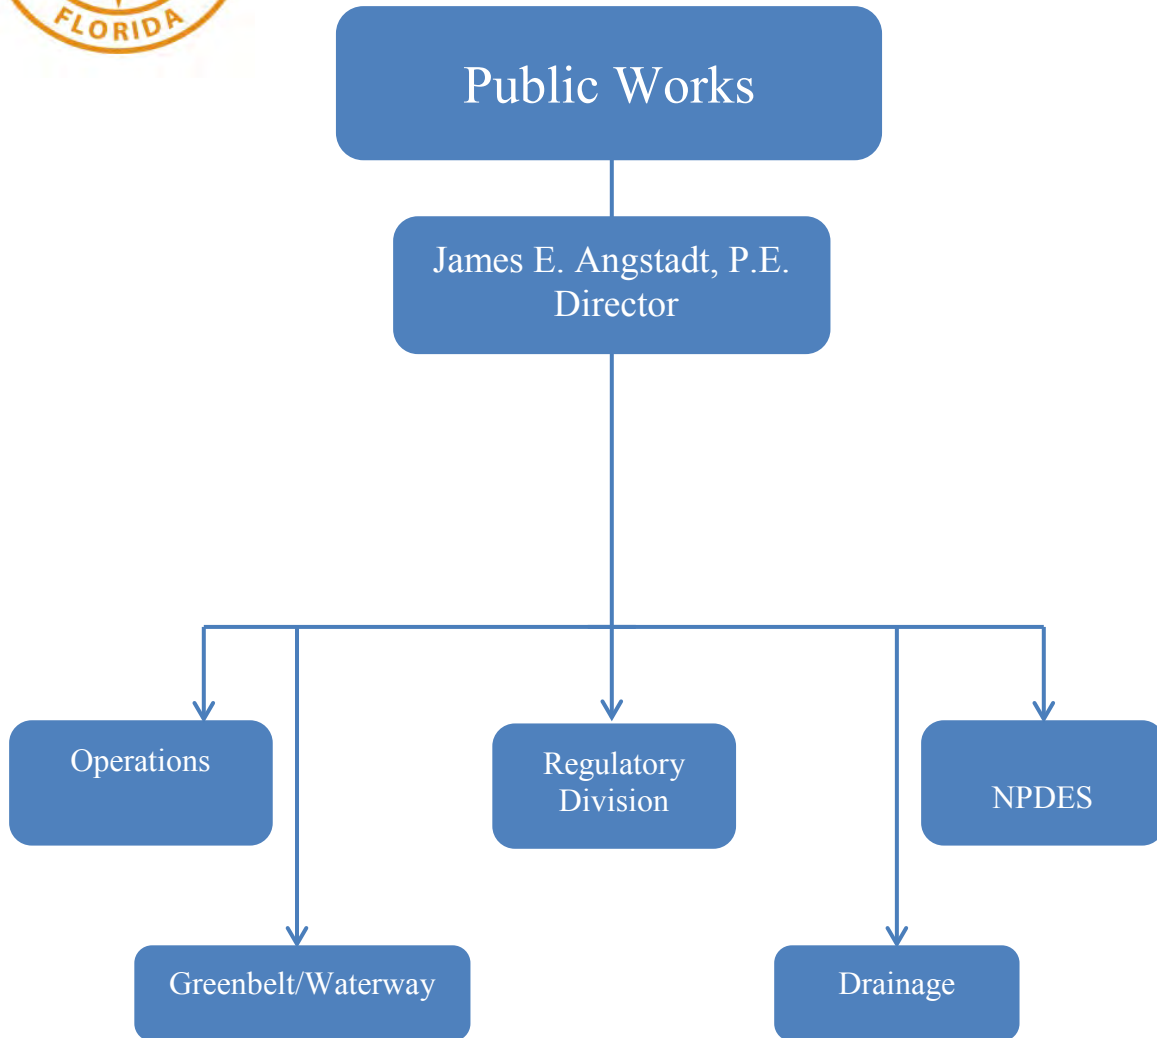 FLORIDA
Public Works
James E. Angstadt, P.E.
Director
Operations
Regulatory
Division
NPDES
Greenbelt/Waterway
Drainage